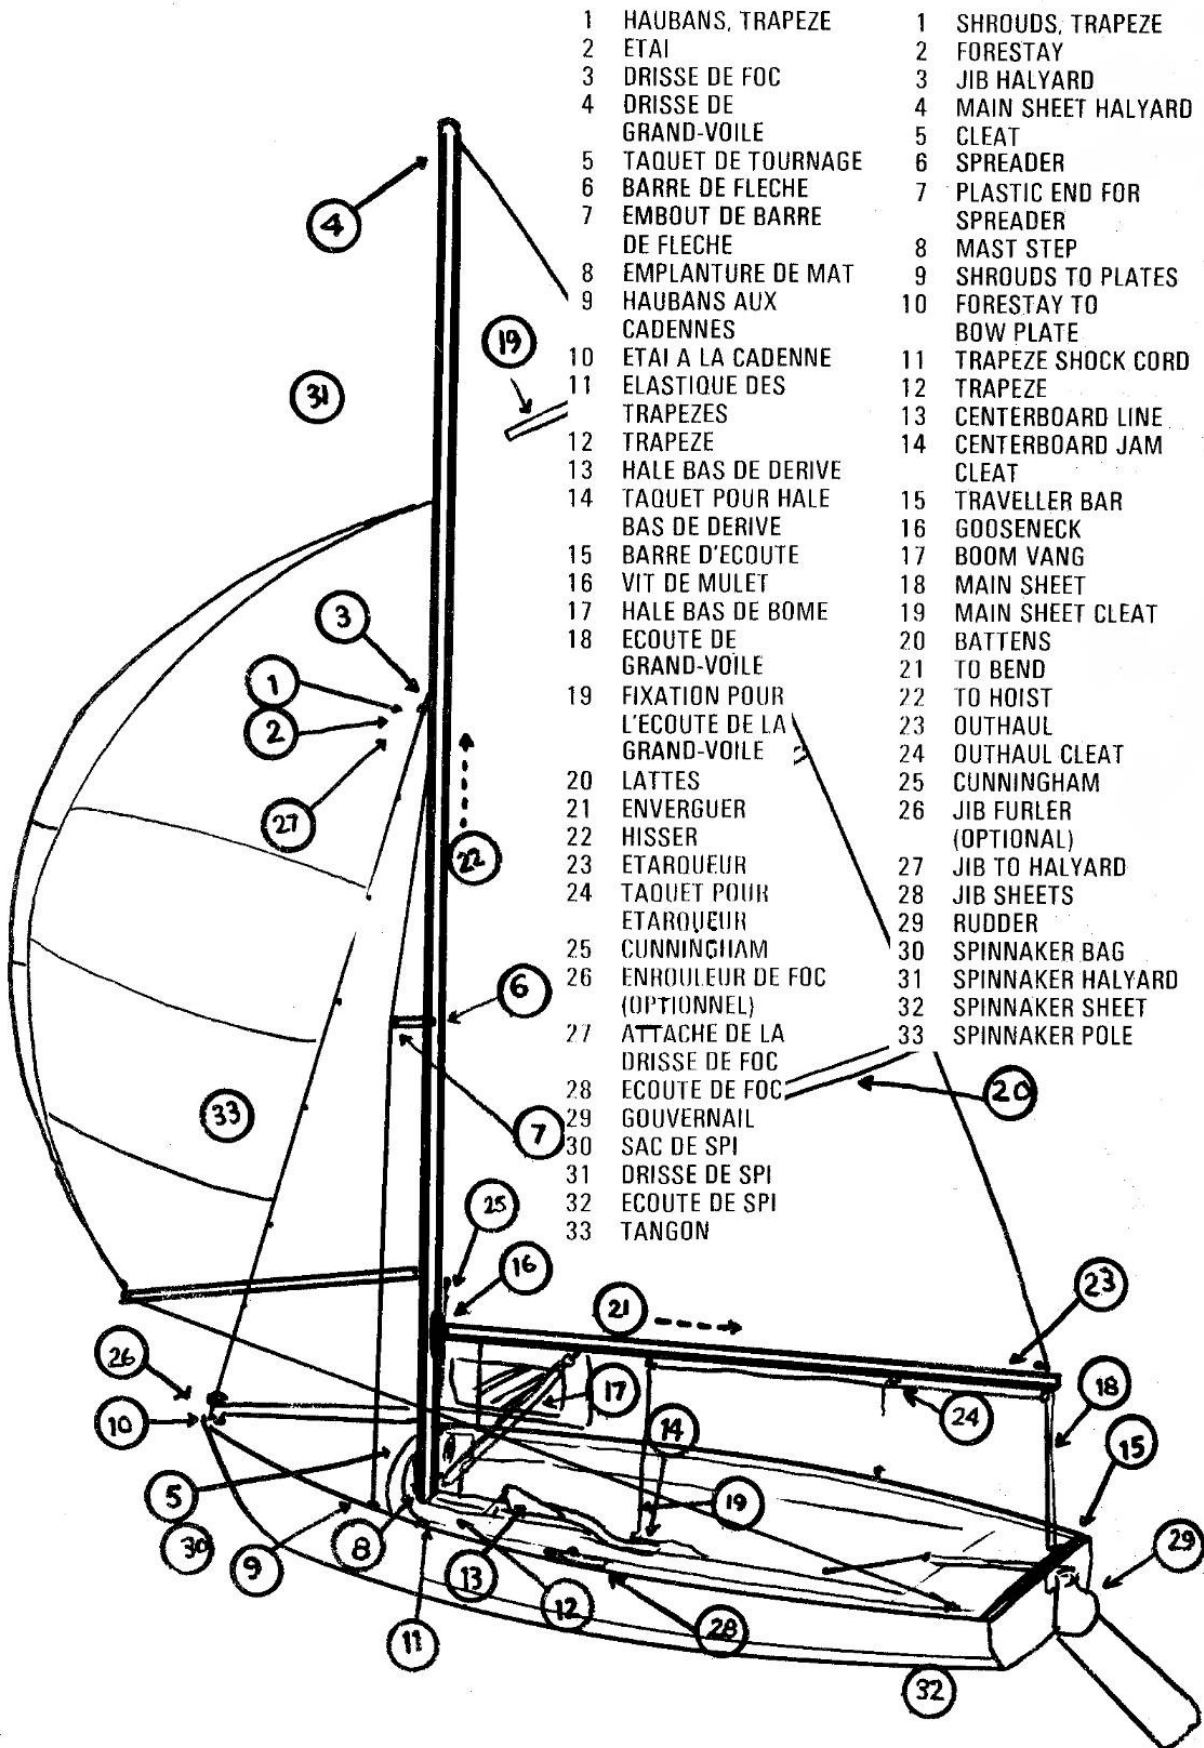 1 HAUBANS, TRAPEZE
2 ETAI
3 DRISSE DE FOC
4 DRISSE DE
GRAND-VOILE
5 TAQUET DE TOURNAGE
6 BARRE DE FLECHE
7 EMBOUT DE BARRE
DE FLECHE
8 EMPLANTURE DE MAT
9 HAUBANS AUX
CADENNES
10 ETAI A LA CADENNE
11 ELASTIQUE DES
TRAPEZES
12 TRAPEZE
13 HALE BAS DE DERIVE
14 TAQUET POUR HALE
BAS DE DERIVE
15 BARRE D'ECOUTE
16 VIT DE MULET
17 HALE BAS DE BOME
18 ECOUTE DE
GRAND-VOILE
19 FIXATION POUR
L'ECOUTE DE LA
GRAND-VOILE
20 LATTES
21 ENVERGUER
22 HISSER
23 ETARQUEUR
24 TAQUET POUR
ETARQUEUR
25 CUNNINGHAM
26 ENROULEUR DE FOC
(OPTIONNEL)
27 ATTACHE DE LA
DRISSE DE FOC
28 ECOUTE DE FOC
29 GOUVERNAIL
30 SAC DE SPI
31 DRISSE DE SPI
32 ECOUTE DE SPI
33 TANGON
1 SHROUDS, TRAPEZE
2 FORESTAY
3 JIB HALYARD
4 MAIN SHEET HALYARD
5 CLEAT
6 SPREADER
7 PLASTIC END FOR
SPREADER
8 MAST STEP
9 SHROUDS TO PLATES
10 FORESTAY TO
BOW PLATE
11 TRAPEZE SHOCK CORD
12 TRAPEZE
13 CENTERBOARD LINE
14 CENTERBOARD JAM
CLEAT
15 TRAVELLER BAR
16 GOOSENECK
17 BOOM VANG
18 MAIN SHEET
19 MAIN SHEET CLEAT
20 BATTENS
21 TO BEND
22 TO HOIST
23 OUTHAUL
24 OUTHAUL CLEAT
25 CUNNINGHAM
26 JIB FURLER
(OPTIONAL)
27 JIB TO HALYARD
28 JIB SHEETS
29 RUDDER
30 SPINNAKER BAG
31 SPINNAKER HALYARD
32 SPINNAKER SHEET
33 SPINNAKER POLE
4
19
31
3
1
2
27
22
6
20
33
7
25
16
23
21
26
17
18
10
24
14
15
5
19
30
9
8
13
12
29
11
28
32